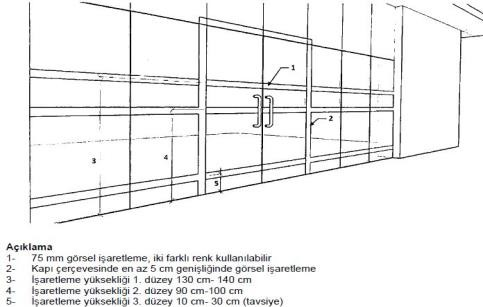 1
2
3
4
5
Açıklama
1- 75 mm görsel işaretleme, iki farklı renk kullanılabilir
2- Kapı çerçevesinde en az 5 cm genişliğinde görsel işaretleme
3- İşaretleme yüksekliği 1. düzey 130 cm- 140 cm
4- İşaretleme yüksekliği 2. düzey 90 cm-100 cm
5- İşaretleme yüksekliği 3. düzey 10 cm- 30 cm (tavsiye)